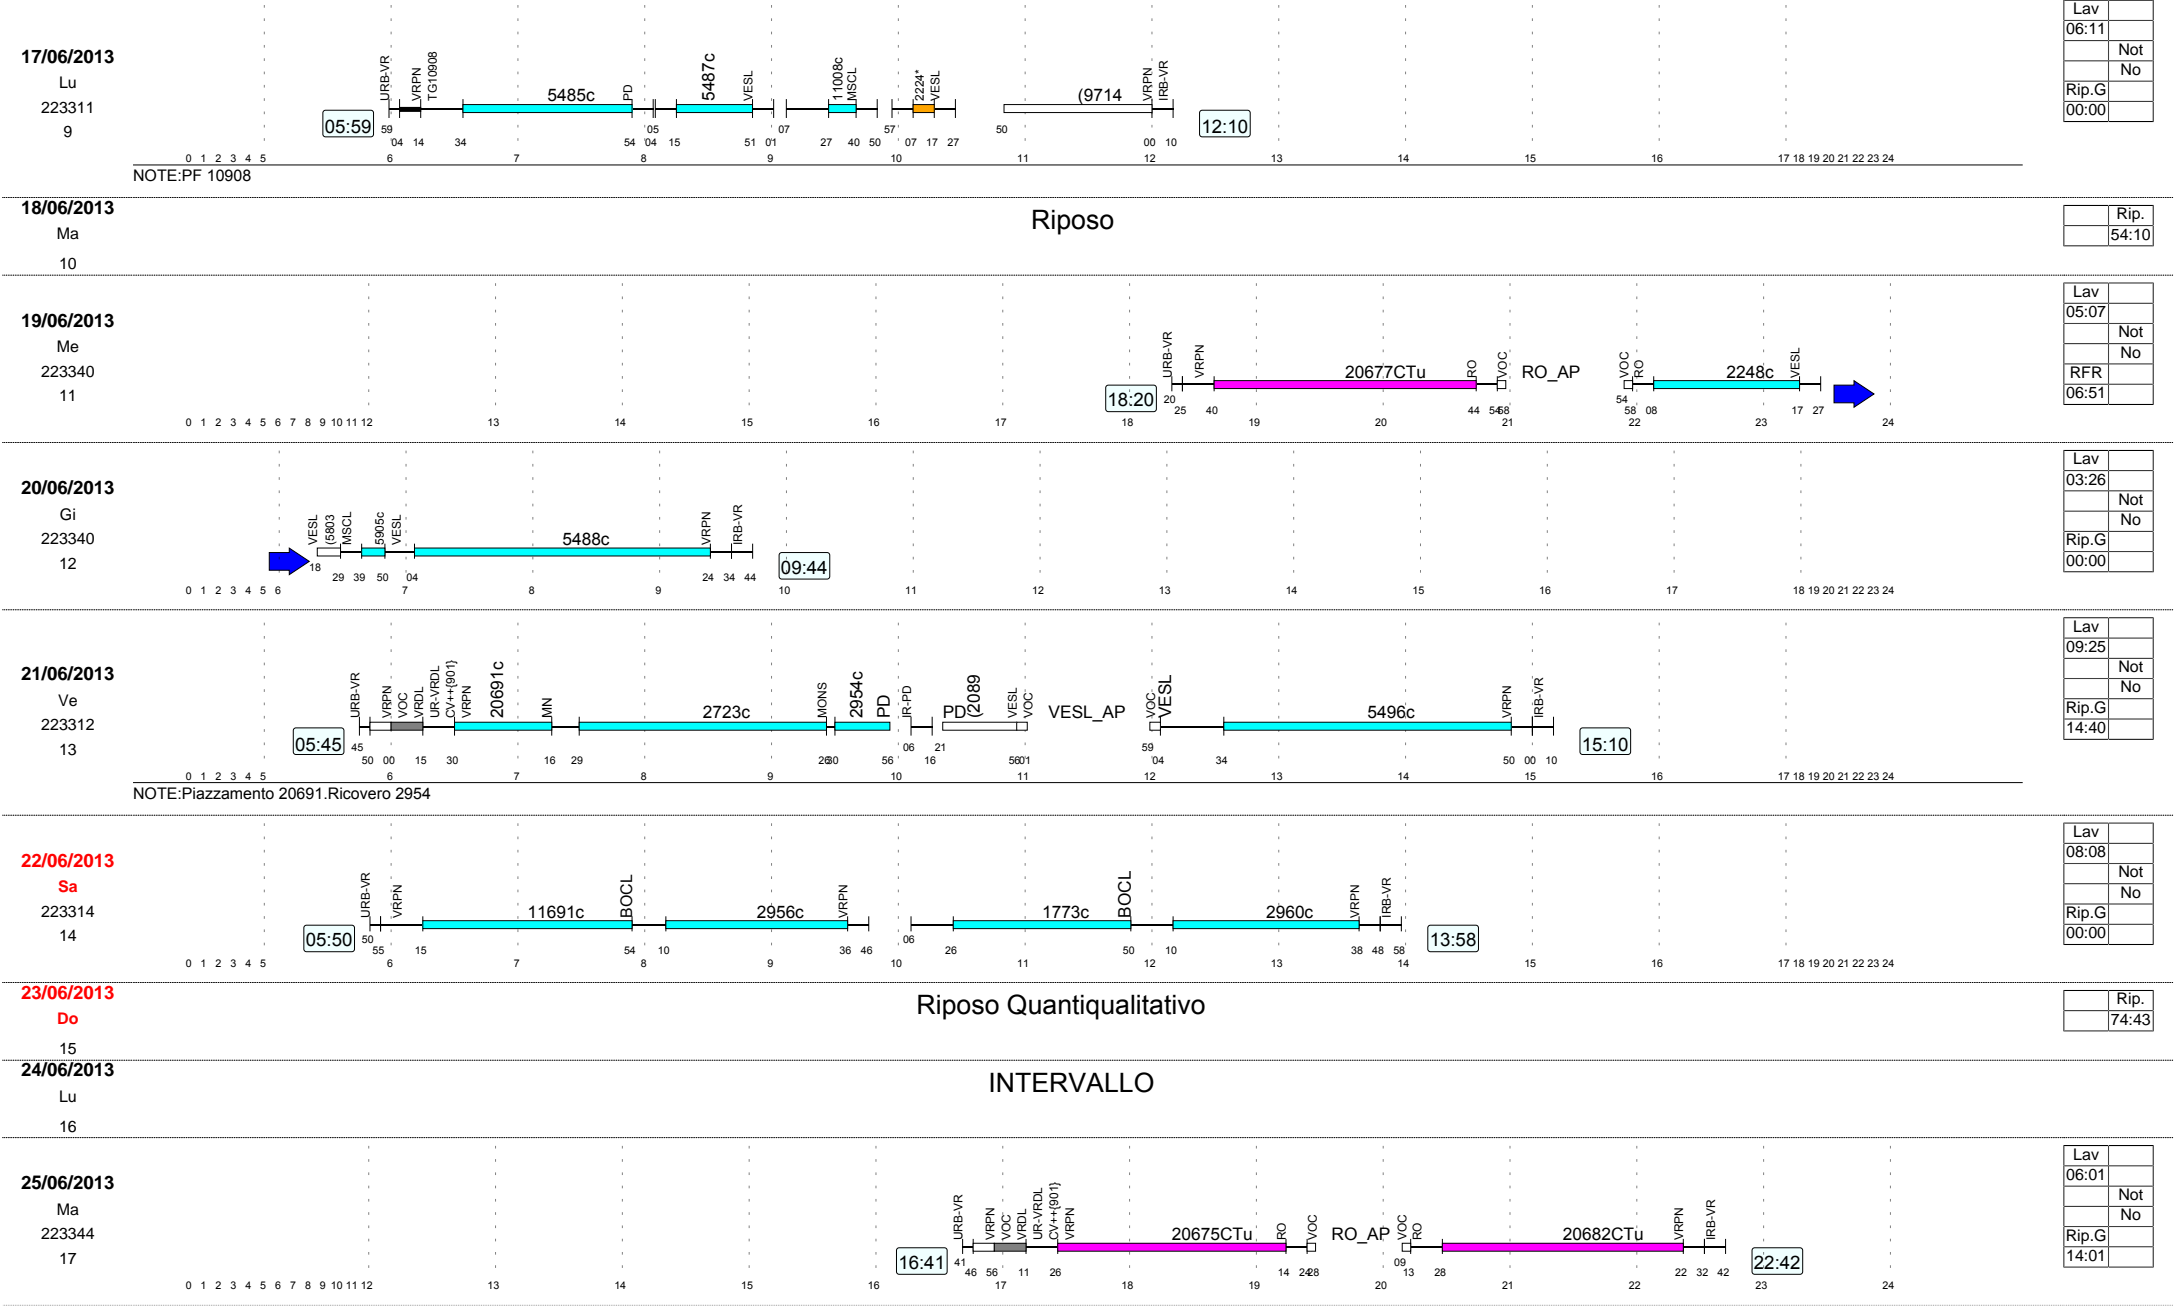 17/06/2013
Lu
223311
9
05:59
URB-VR VRPN TG10908 5485c PD 5487c VESL 11008c MSCL 2224* VESL (9714 VRPN IRB-VR
12:10
59 04 14 34 54 05 04 15 51 01 07 27 40 50 57 07 17 27 50 00 10
0 1 2 3 4 5 6 7 8 9 10 11 12 13 14 15 16 17 18 19 20 21 22 23 24
NOTE:PF 10908
Lav
06:11
Not
No
Rip.G
00:00
18/06/2013
Ma
10
Riposo
Rip.
54:10
19/06/2013
Me
223340
11
18:20
URB-VR VRPN 20677CTu RO VOC RO_AP VOC RO 2248c VESL
20 25 40 44 54 58 54 58 08 17 27
0 1 2 3 4 5 6 7 8 9 10 11 12 13 14 15 16 17 18 19 20 21 22 23 24
Lav
05:07
Not
No
RFR
06:51
20/06/2013
Gi
223340
12
VESL (5803 MSCL 5905c VESL 5488c VRPN IRB-VR
09:44
18 29 39 50 04 24 34 44
0 1 2 3 4 5 6 7 8 9 10 11 12 13 14 15 16 17 18 19 20 21 22 23 24
Lav
03:26
Not
No
Rip.G
00:00
21/06/2013
Ve
223312
13
05:45
URB-VR VRPN VOC VRDL UR-VRDL CV++{901} VRPN 20691c MN 2723c MONS 2954c PD IR-PD PD (2089 VESL VOC VESL_AP VOC VESL 5496c VRPN IRB-VR
15:10
45 50 00 15 30 16 29 26 30 56 06 16 21 56 01 59 04 34 50 00 10
0 1 2 3 4 5 6 7 8 9 10 11 12 13 14 15 16 17 18 19 20 21 22 23 24
NOTE:Piazzamento 20691.Ricovero 2954
Lav
09:25
Not
No
Rip.G
14:40
22/06/2013
Sa
223314
14
05:50
URB-VR VRPN 11691c BOCL 2956c VRPN 1773c BOCL 2960c VRPN IRB-VR
13:58
50 55 15 54 10 36 46 06 26 50 10 38 48 58
0 1 2 3 4 5 6 7 8 9 10 11 12 13 14 15 16 17 18 19 20 21 22 23 24
Lav
08:08
Not
No
Rip.G
00:00
23/06/2013
Do
15
Riposo Quantiqualitativo
Rip.
74:43
24/06/2013
Lu
16
INTERVALLO
25/06/2013
Ma
223344
17
16:41
URB-VR VRPN VOC VRDL UR-VRDL CV++{901} VRPN 20675CTu RO VOC RO_AP VOC RO 20682CTu VRPN IRB-VR
22:42
41 46 56 11 26 14 24 28 09 13 28 22 32 42
0 1 2 3 4 5 6 7 8 9 10 11 12 13 14 15 16 17 18 19 20 21 22 23 24
Lav
06:01
Not
No
Rip.G
14:01